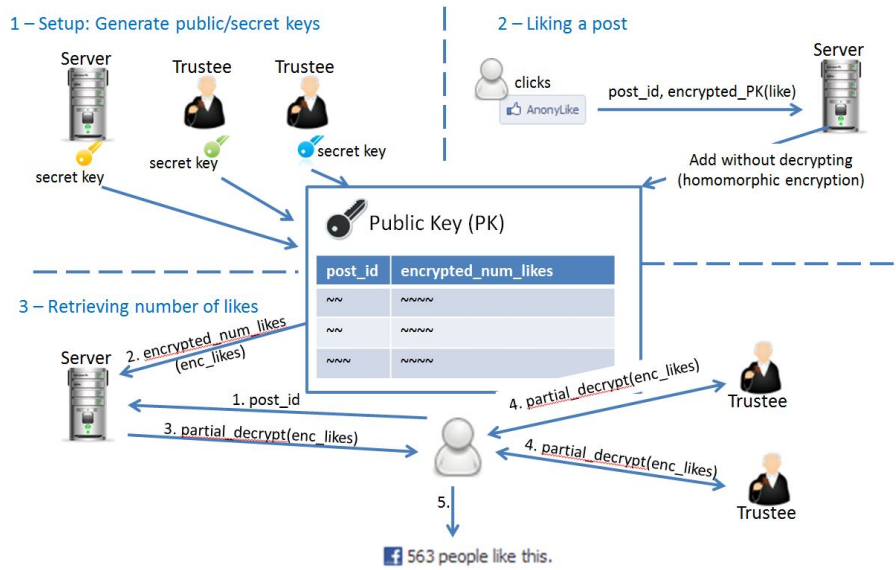 1 – Setup: Generate public/secret keys
Server
Trustee
Trustee
secret key
secret key
secret key
2 – Liking a post
clicks
AnonyLike
post_id, encrypted_PK(like)
Server
Add without decrypting
(homomorphic encryption)
Public Key (PK)
post_id encrypted_num_likes
~~ ~~~~
~~ ~~~~
~~~ ~~~~
3 – Retrieving number of likes
Server
2. encrypted_num_likes
(enc_likes)
1. post_id
3. partial_decrypt(enc_likes)
4. partial_decrypt(enc_likes)
Trustee
4. partial_decrypt(enc_likes)
Trustee
5.
f 563 people like this.